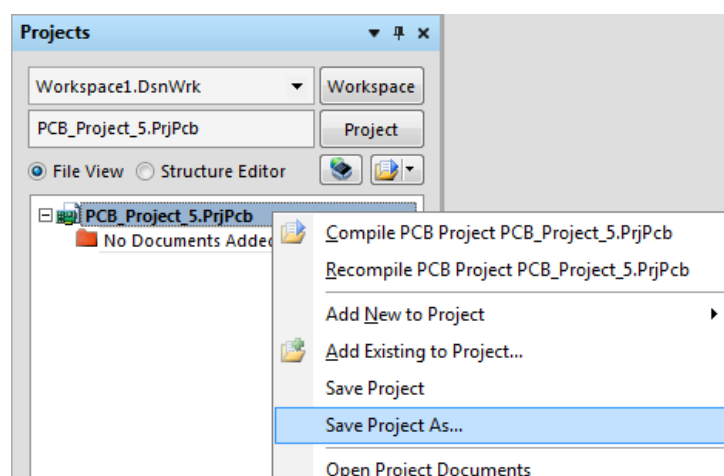 Projects
Workspace1.DsnWrk
Workspace
PCB_Project_5.PrjPcb
Project
File View
Structure Editor
PCB_Project_5.PrjPcb
No Documents Added
Compile PCB Project PCB_Project_5.PrjPcb
Recompile PCB Project PCB_Project_5.PrjPcb
Add New to Project
Add Existing to Project...
Save Project
Save Project As...
Open Project Documents